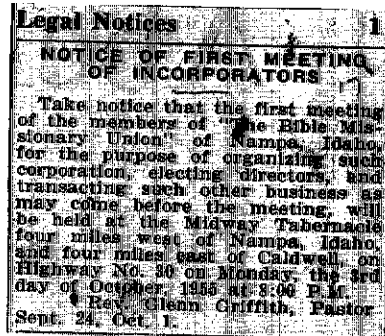 Legal Notices 1
NOTICE OF FIRST MEETING
OF INCORPORATORS
Take notice that the first meeting
of the members of "The Bible Mis-
sionary Union" of Nampa, Idaho,
for the purpose of organizing such
corporation, electing directors, and
transacting such other business as
may come before the meeting, will
be held at the Midway Tabernacle
four miles west of Nampa, Idaho,
and four miles east of Caldwell, on
Highway No. 30 on Monday, the 3rd
day of October, 1955 at 8:00 P.M.
Rev. Glenn Griffith, Pastor
Sept. 24, Oct. 1.